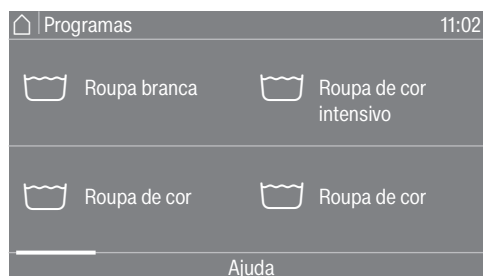 Programas 11:02
Roupa branca
Roupa de cor
intensivo
Roupa de cor
Roupa de cor
Ajuda